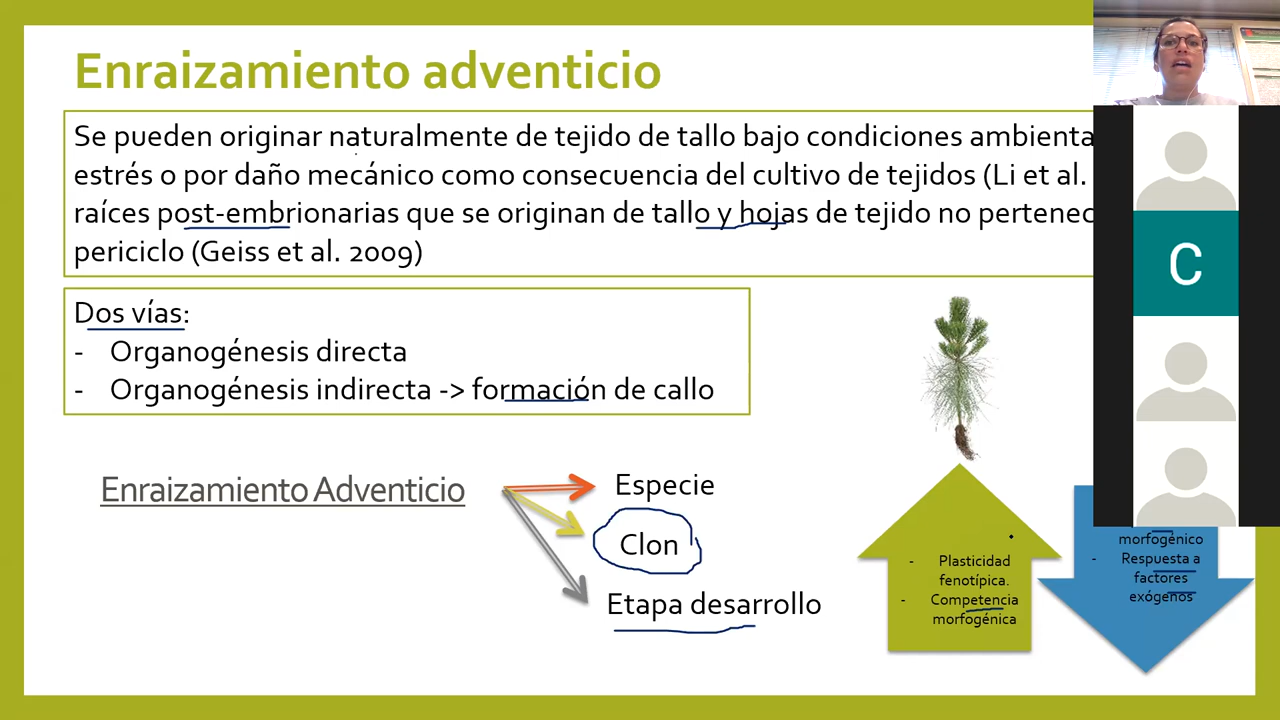 Enraizamiento adventicio
Se pueden originar naturalmente de tejido de tallo bajo condiciones ambienta
estrés o por daño mecánico como consecuencia del cultivo de tejidos (Li et al.
raíces post-embrionarias que se originan de tallo y hojas de tejido no pertenec
periciclo (Geiss et al. 2009)
Dos vías:
- Organogénesis directa
- Organogénesis indirecta -> formación de callo
Enraizamiento Adventicio
Especie
Clon
Etapa desarrollo
- Plasticidad
fenotípica.
- Competencia
morfogénica
morfogénico
- Respuesta a
factores
exógenos
C